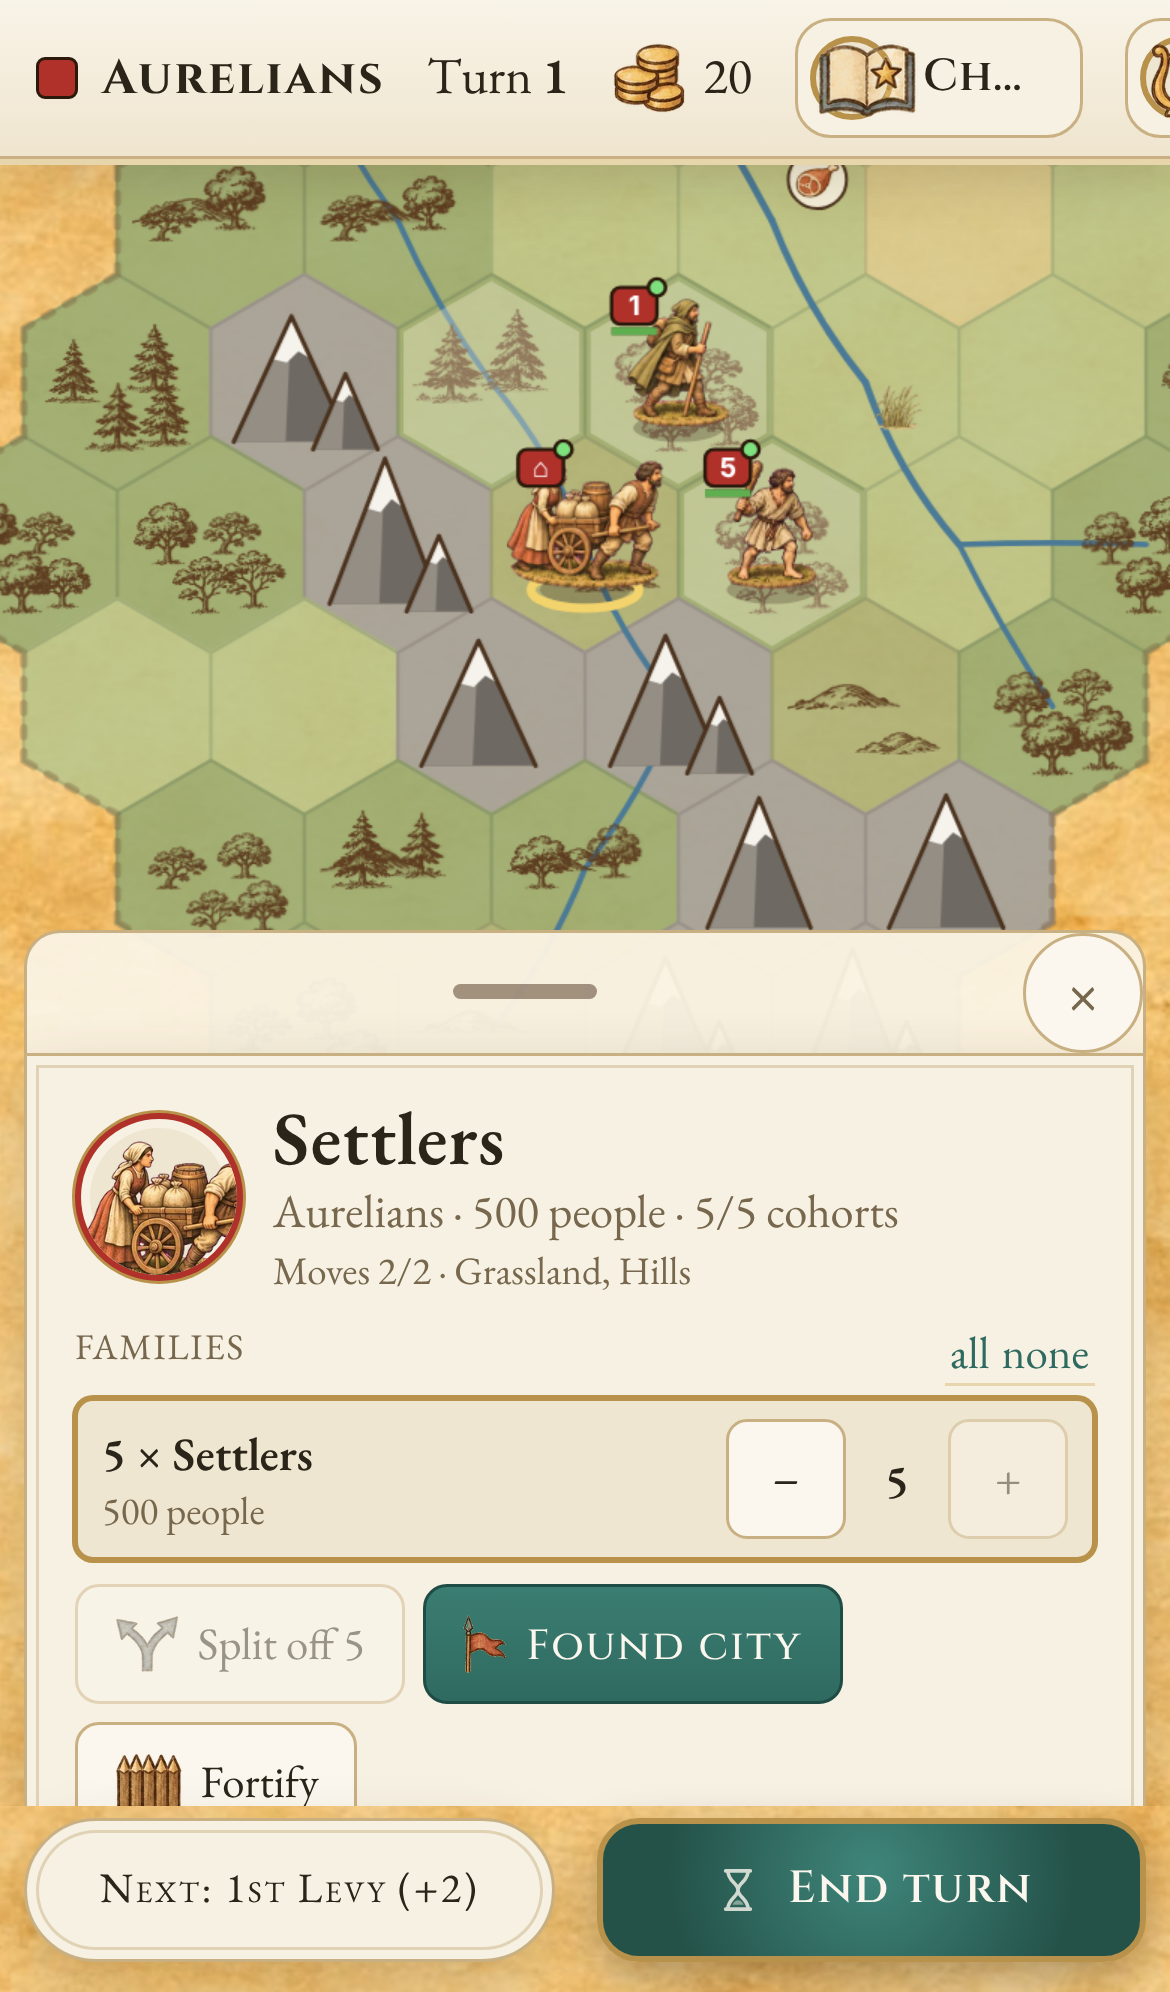 AURELIANS Turn 1 20 CH...
1
5
×
Settlers
Aurelians · 500 people · 5/5 cohorts
Moves 2/2 · Grassland, Hills
FAMILIES all none
5 × Settlers
500 people
− 5 +
Split off 5 FOUND CITY
Fortify
NEXT: 1ST LEVY (+2) END TURN